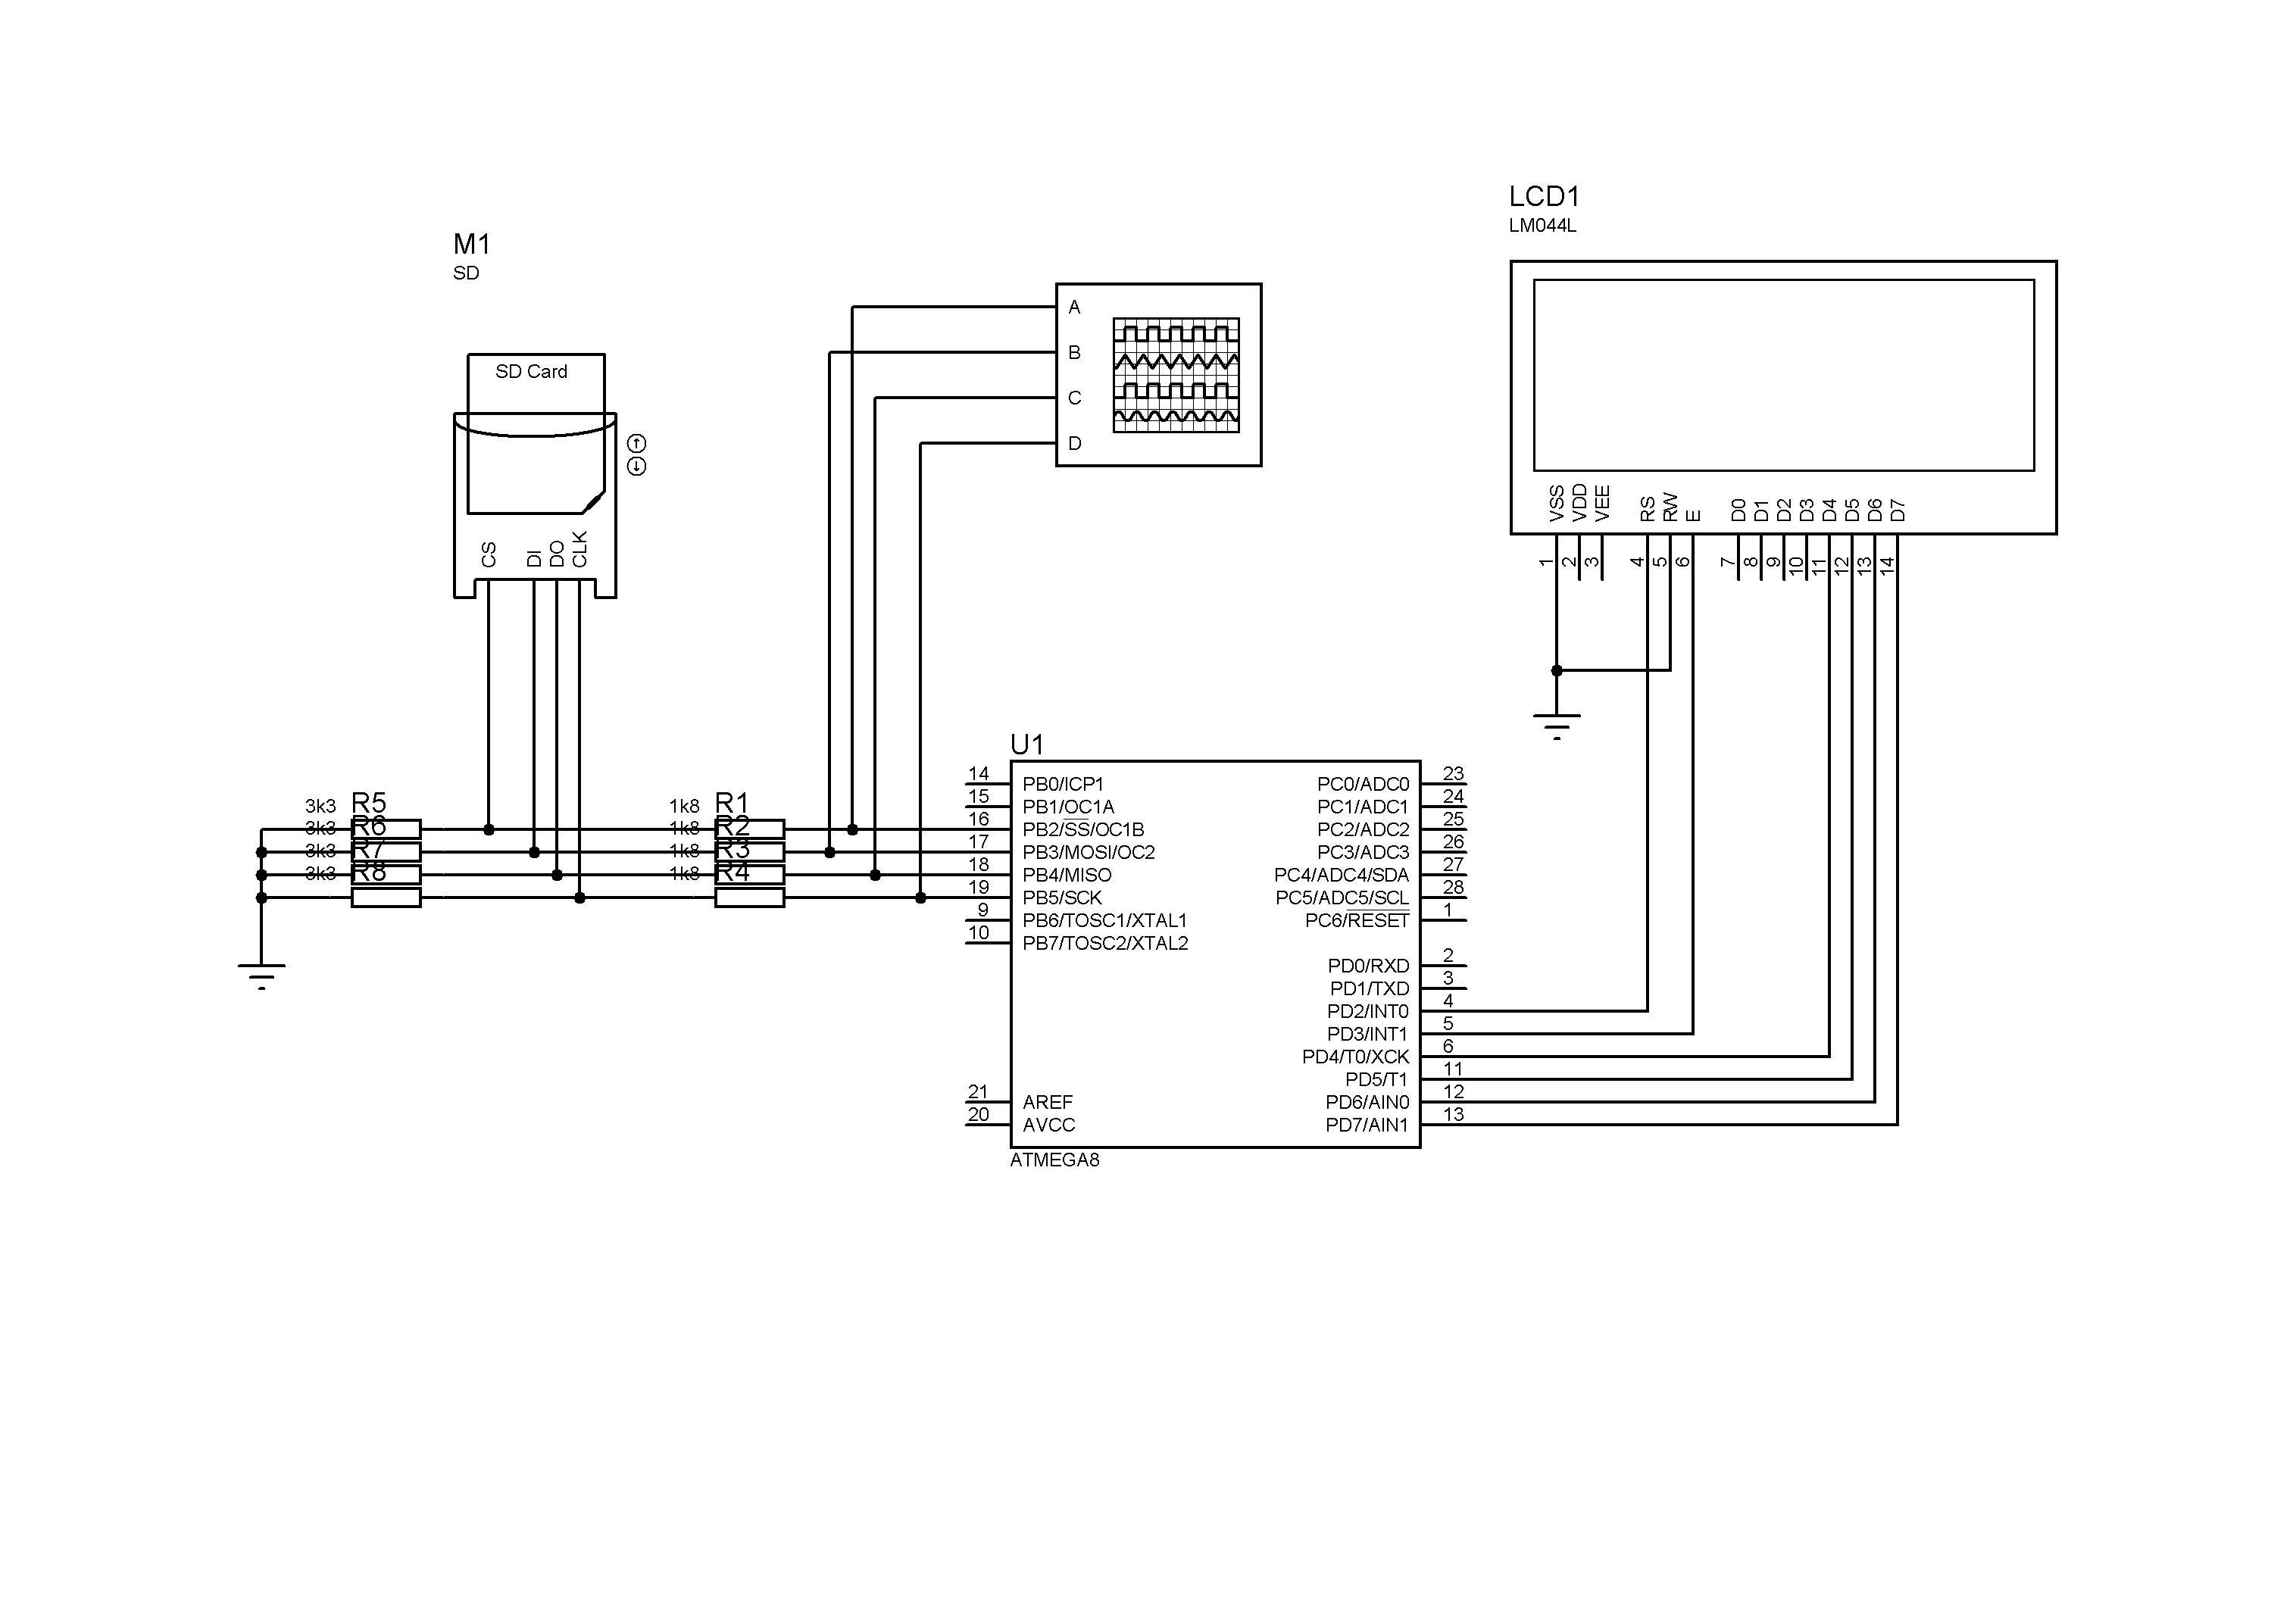 LCD1
LM044L
M1
SD
SD Card
CS
DI
DO
CLK
A
B
C
D
VSS
VDD
VEE
RS
RW
E
D0
D1
D2
D3
D4
D5
D6
D7
1
2
3
4
5
6
7
8
9
10
11
12
13
14
3k3 R5
3k3 R6
3k3 R7
3k3 R8
1k8 R1
1k8 R2
1k8 R3
1k8 R4
U1
14 PB0/ICP1
15 PB1/OC1A
16 PB2/SS/OC1B
17 PB3/MOSI/OC2
18 PB4/MISO
19 PB5/SCK
9 PB6/TOSC1/XTAL1
10 PB7/TOSC2/XTAL2
21 AREF
20 AVCC
PC0/ADC0 23
PC1/ADC1 24
PC2/ADC2 25
PC3/ADC3 26
PC4/ADC4/SDA 27
PC5/ADC5/SCL 28
PC6/RESET 1
PD0/RXD 2
PD1/TXD 3
PD2/INT0 4
PD3/INT1 5
PD4/T0/XCK 6
PD5/T1 11
PD6/AIN0 12
PD7/AIN1 13
ATMEGA8